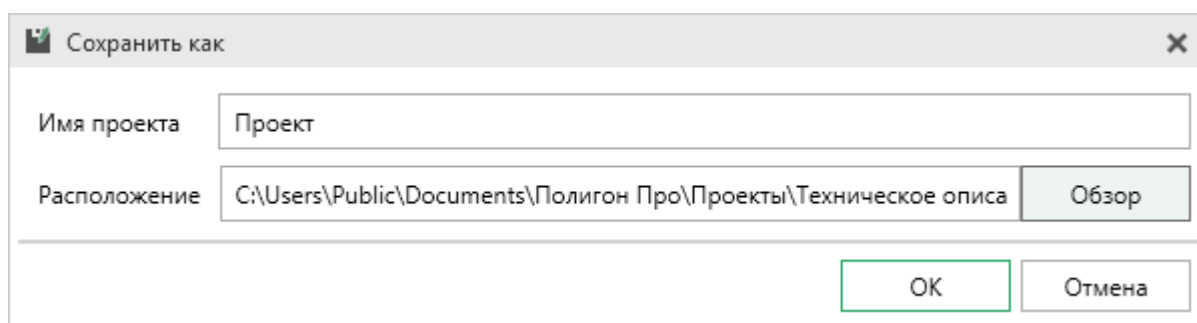 Сохранить как
Имя проекта Проект
Расположение C:\Users\Public\Documents\Полигон Про\Проекты\Техническое описа Обзор
ОК Отмена